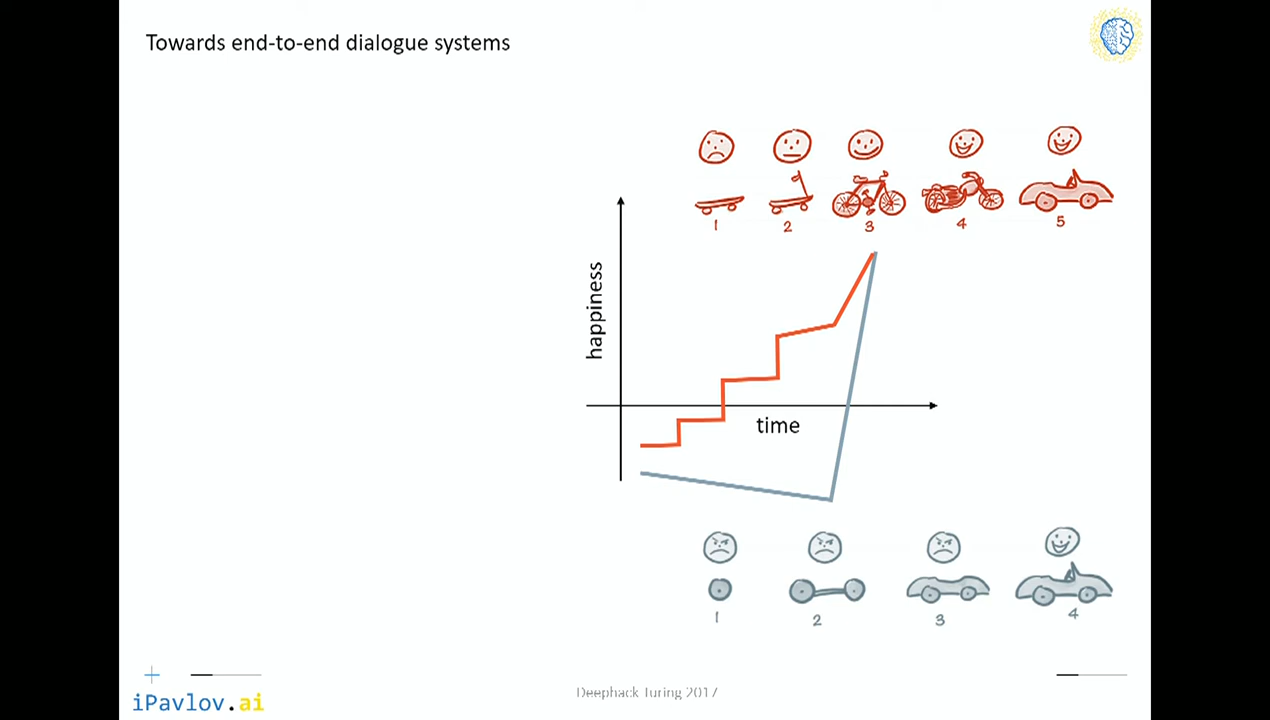 Towards end-to-end dialogue systems
1 2 3 4 5
happiness
time
1 2 3 4
iPavlov.ai
Deephack Turing 2017